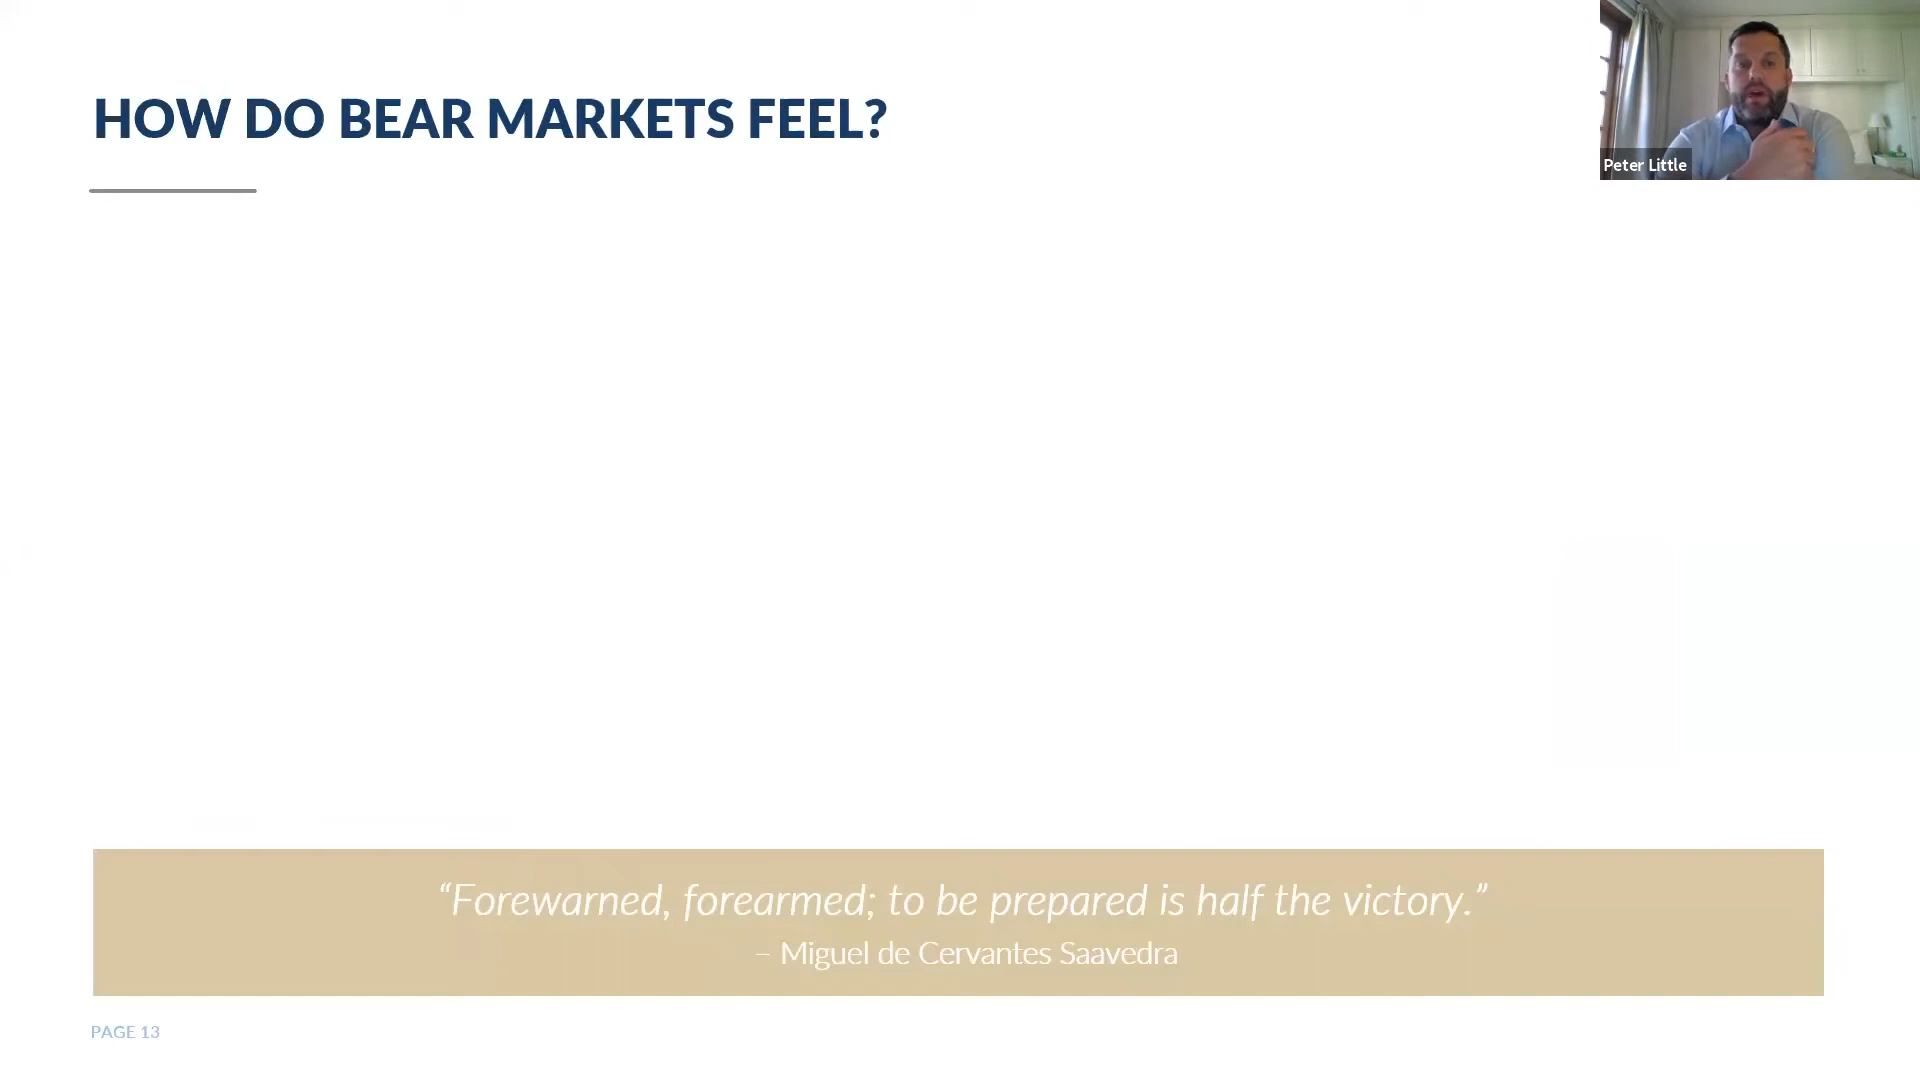 HOW DO BEAR MARKETS FEEL?
Peter Little
“Forewarned, forearmed; to be prepared is half the victory.”
– Miguel de Cervantes Saavedra
PAGE 13